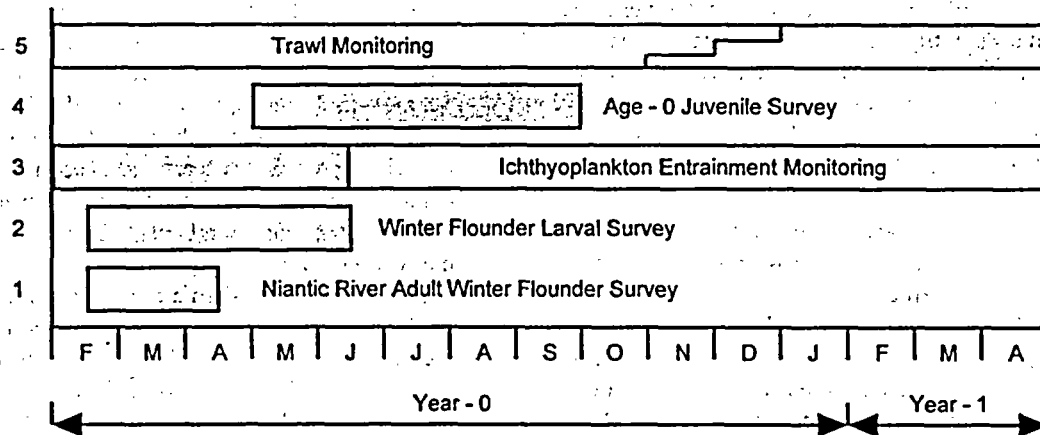 5 Trawl Monitoring
4 Age - 0 Juvenile Survey
3 Ichthyoplankton Entrainment Monitoring
2 Winter Flounder Larval Survey
1 Niantic River Adult Winter Flounder Survey
F M A M J J A S O N D J F M A
Year - 0 Year - 1